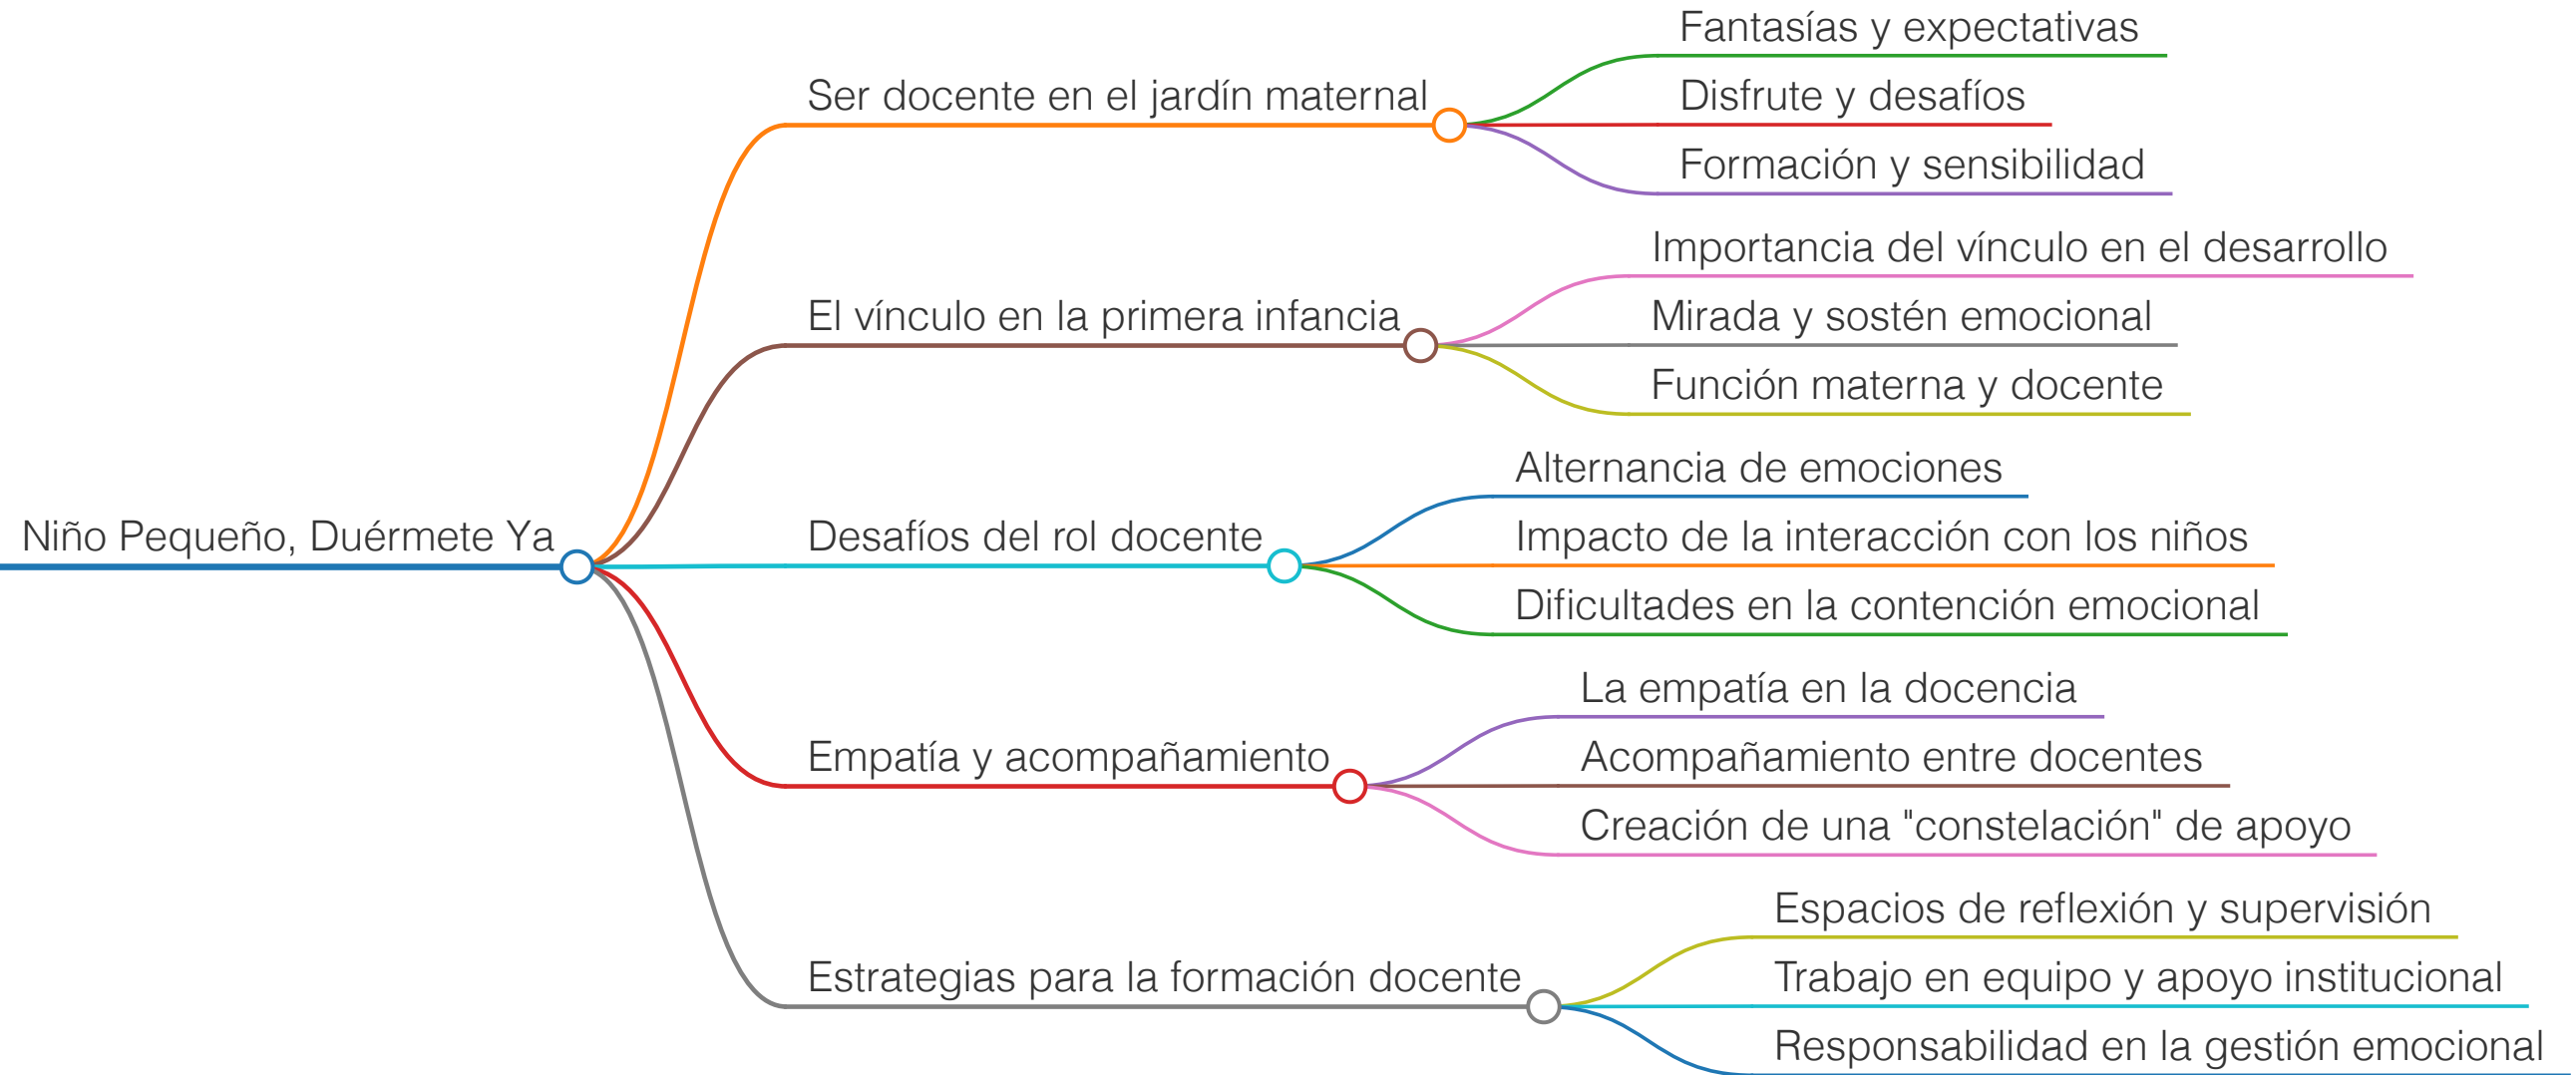 Niño Pequeño, Duérmete Ya
Ser docente en el jardín maternal
Fantasías y expectativas
Disfrute y desafíos
Formación y sensibilidad
El vínculo en la primera infancia
Importancia del vínculo en el desarrollo
Mirada y sostén emocional
Función materna y docente
Desafíos del rol docente
Alternancia de emociones
Impacto de la interacción con los niños
Dificultades en la contención emocional
Empatía y acompañamiento
La empatía en la docencia
Acompañamiento entre docentes
Creación de una "constelación" de apoyo
Estrategias para la formación docente
Espacios de reflexión y supervisión
Trabajo en equipo y apoyo institucional
Responsabilidad en la gestión emocional